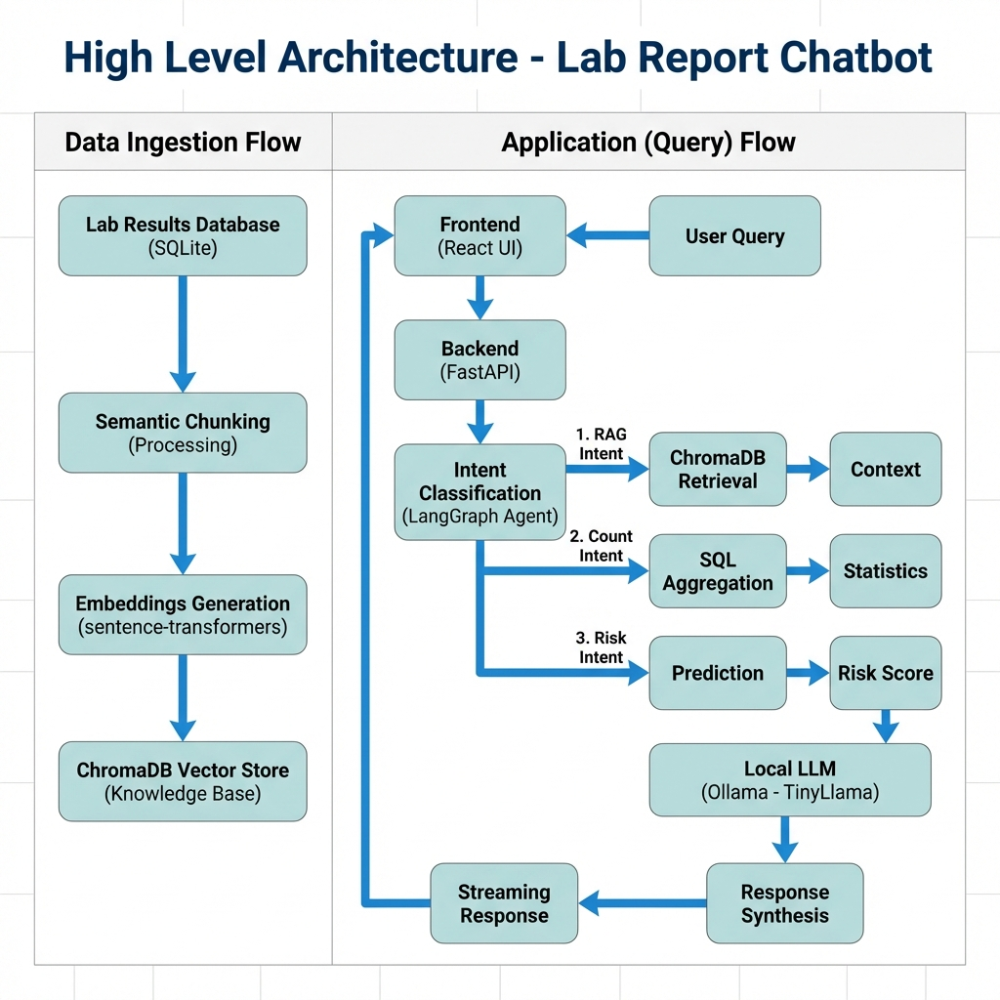 High Level Architecture - Lab Report Chatbot
Data Ingestion Flow
Lab Results Database
(SQLite)
Semantic Chunking
(Processing)
Embeddings Generation
(sentence-transformers)
ChromaDB Vector Store
(Knowledge Base)
Application (Query) Flow
Frontend
(React UI)
User Query
Backend
(FastAPI)
Intent
Classification
(LangGraph Agent)
1. RAG
Intent
ChromaDB
Retrieval
Context
2. Count
Intent
SQL
Aggregation
Statistics
3. Risk
Intent
Prediction
Risk Score
Local LLM
(Ollama - TinyLlama)
Streaming
Response
Response
Synthesis